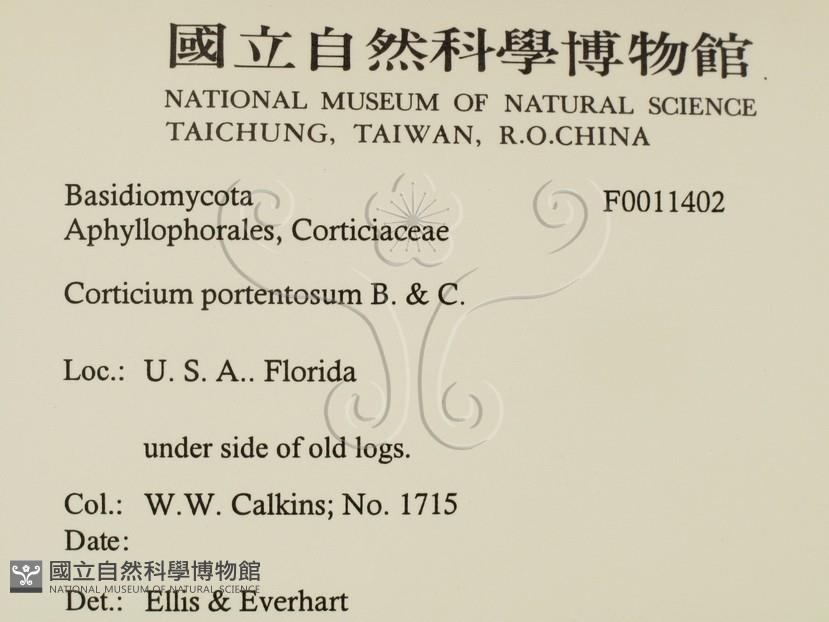 國立自然科學博物館
NATIONAL MUSEUM OF NATURAL SCIENCE
TAICHUNG, TAIWAN, R.O.CHINA
Basidiomycota F0011402
Aphyllophorales, Corticiaceae
Corticium portentosum B. & C.
Loc.: U. S. A.. Florida
under side of old logs.
Col.: W.W. Calkins; No. 1715
Date:
國立自然科學博物館
NATIONAL MUSEUM OF NATURAL SCIENCE
Det.: Ellis & Everhart